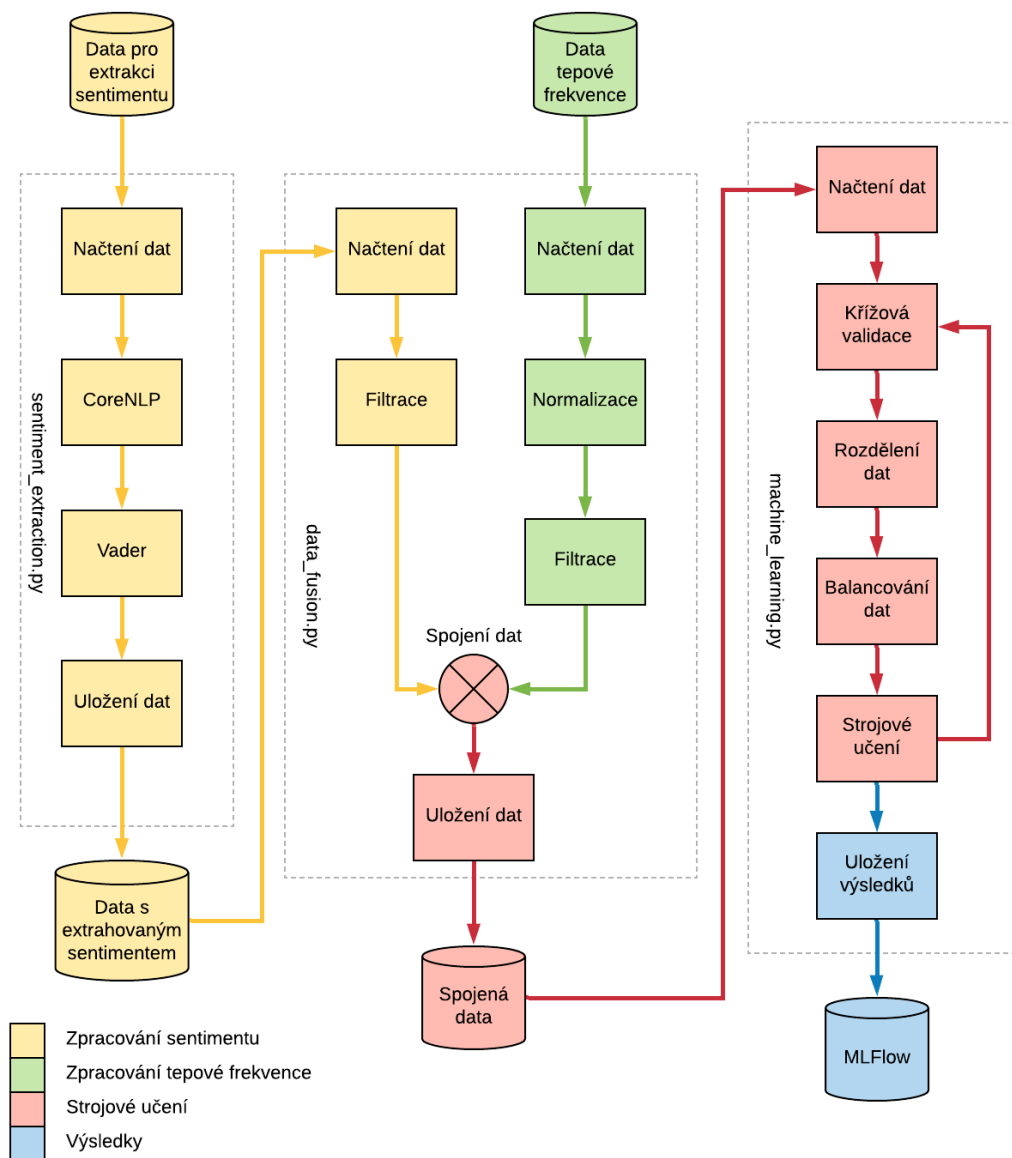 Data pro
extrakci
sentimentu
Data
tepové
frekvence
sentiment_extraction.py
Načtení dat
CoreNLP
Vader
Uložení dat
Data s
extrahovaným
sentimentem
data_fusion.py
Načtení dat
Filtrace
Načtení dat
Normalizace
Filtrace
Spojení dat
Uložení dat
Spojená
data
machine_learning.py
Načtení dat
Křížová
validace
Rozdělení
dat
Balancování
dat
Strojové
učení
Uložení
výsledků
MLFlow
Zpracování sentimentu
Zpracování tepové frekvence
Strojové učení
Výsledky